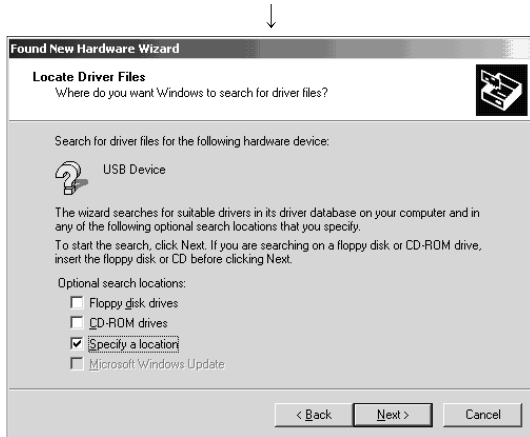 ↓
Found New Hardware Wizard
Locate Driver Files
Where do you want Windows to search for driver files?
Search for driver files for the following hardware device:
USB Device
The wizard searches for suitable drivers in its driver database on your computer and in
any of the following optional search locations that you specify.
To start the search, click Next. If you are searching on a floppy disk or CD-ROM drive,
insert the floppy disk or CD before clicking Next.
Optional search locations:
Floppy disk drives
CD-ROM drives
Specify a location
Microsoft Windows Update
< Back Next > Cancel